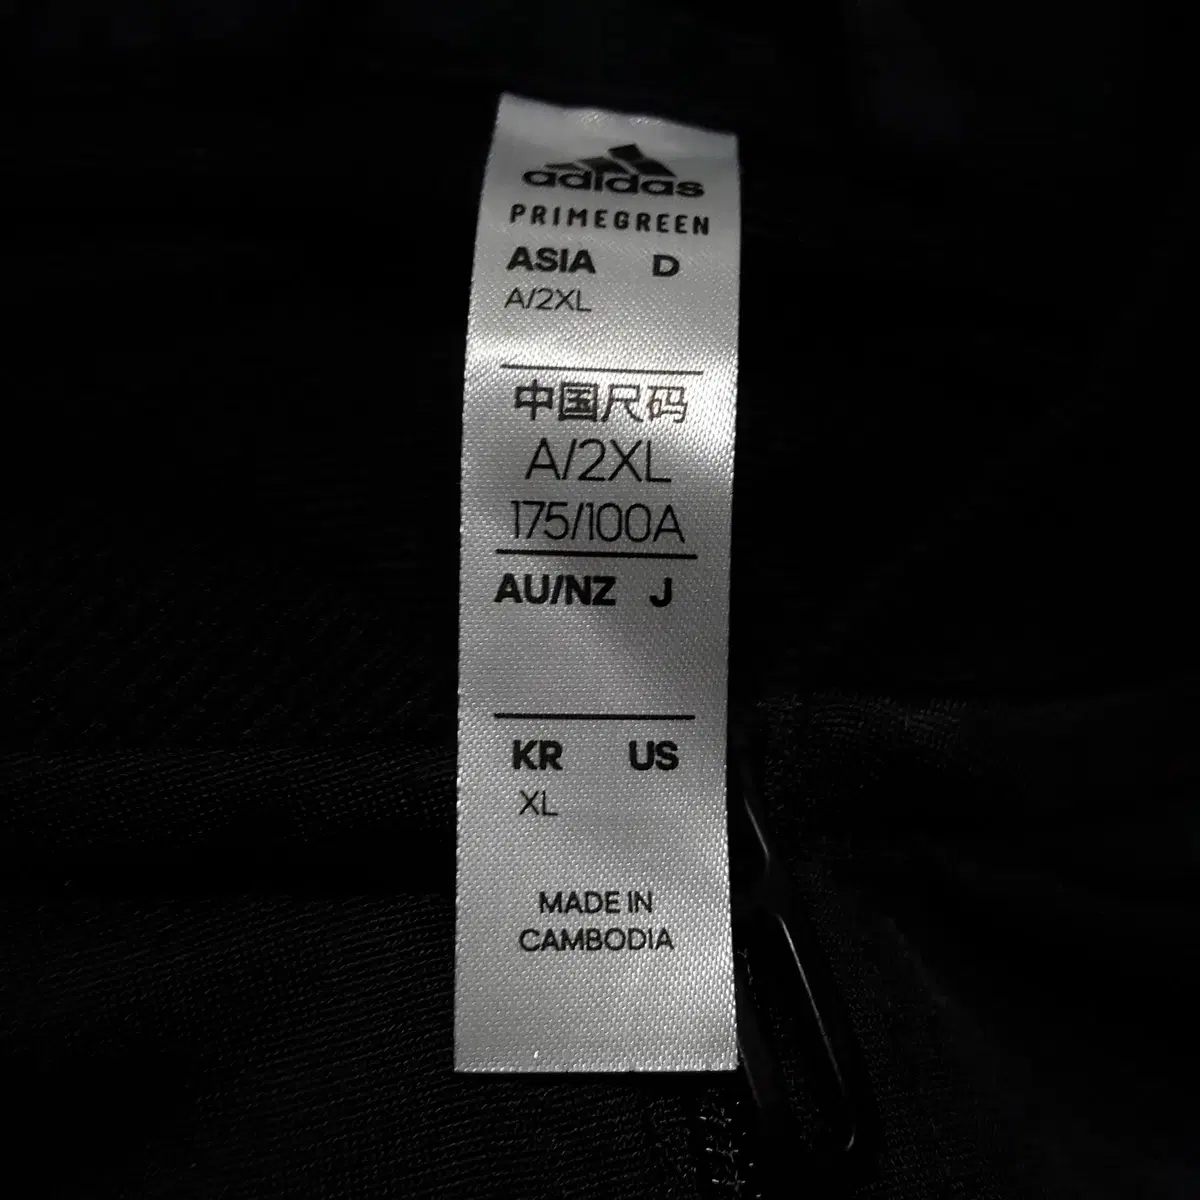 adidas
PRIMEGREEN
ASIA D
A/2XL
中国尺码
A/2XL
175/100A
AU/NZ J
KR US
XL
MADE IN
CAMBODIA